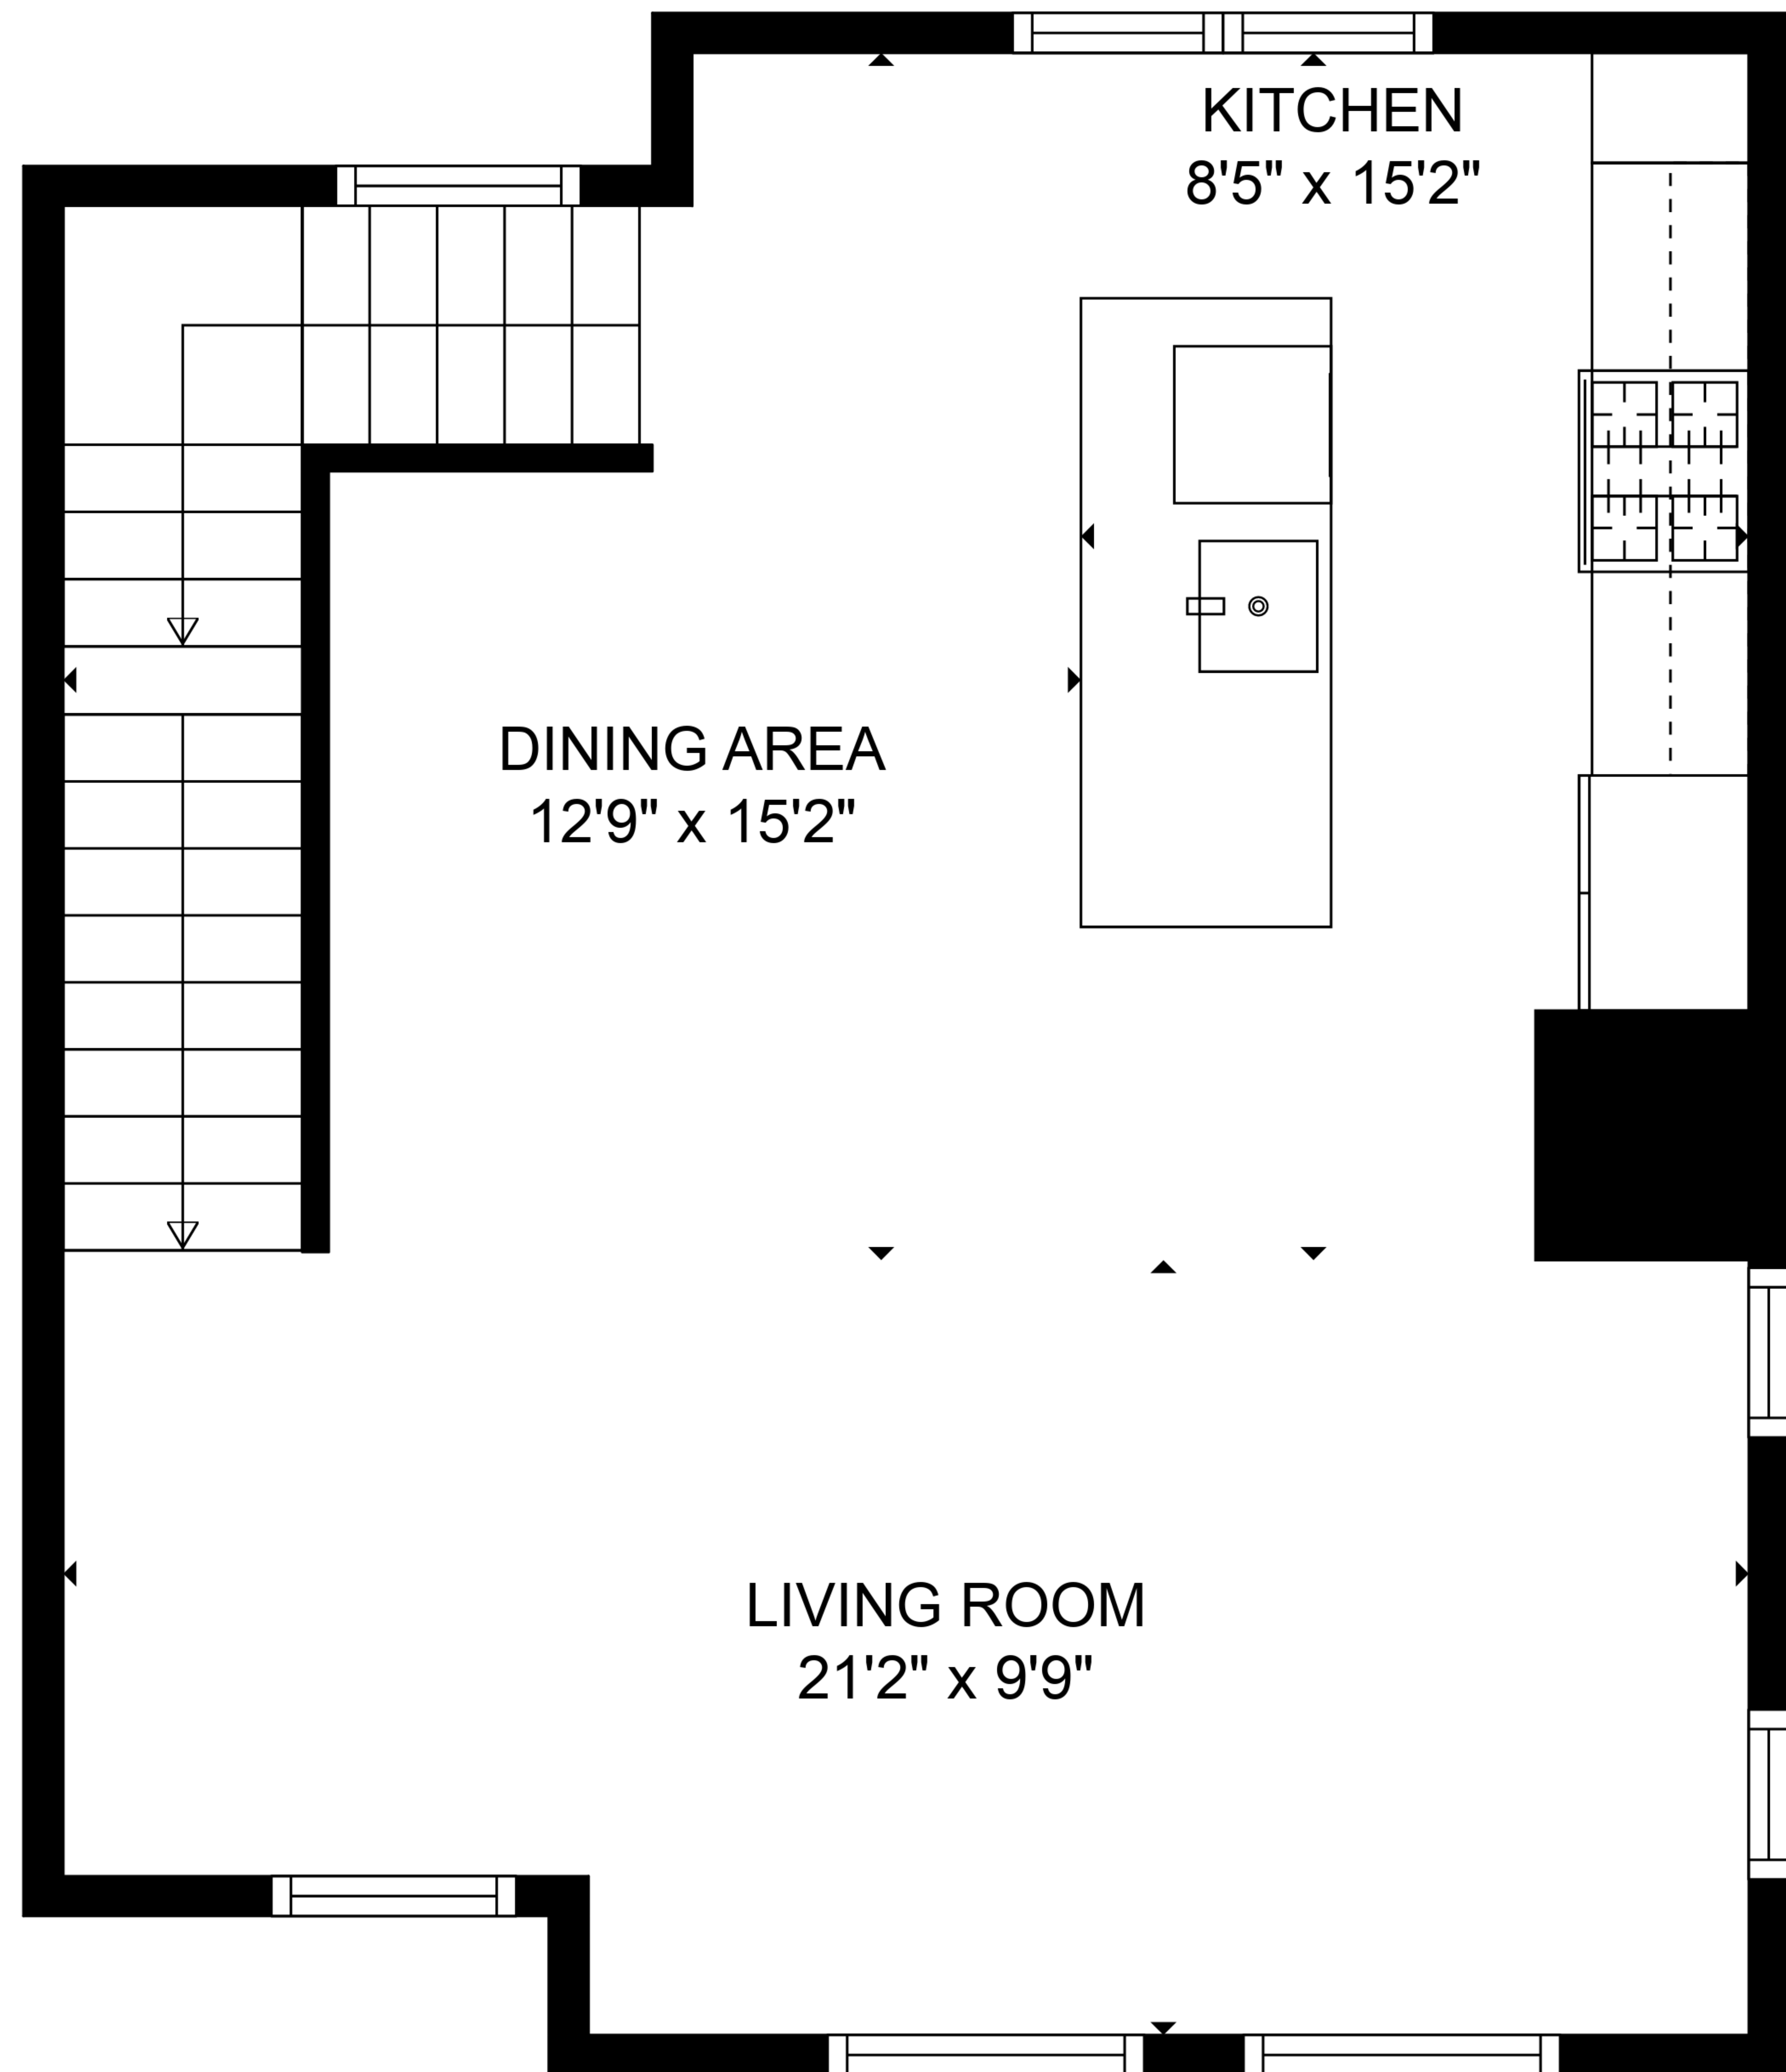 KITCHEN
8'5" x 15'2"
DINING AREA
12'9" x 15'2"
LIVING ROOM
21'2" x 9'9"